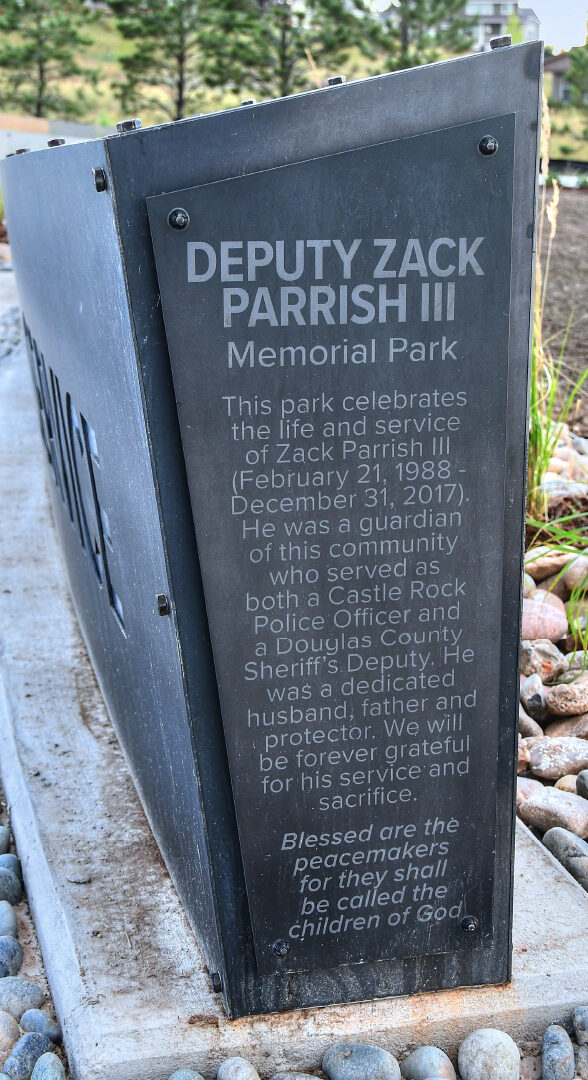 DEPUTY ZACK
PARRISH III
Memorial Park
This park celebrates
the life and service
of Zack Parrish III
(February 21, 1988 -
December 31, 2017).
He was a guardian
of this community
who served as
both a Castle Rock
Police Officer and
a Douglas County
Sheriff's Deputy. He
was a dedicated
husband, father and
protector. We will
be forever grateful
for his service and
sacrifice.
Blessed are the
peacemakers
for they shall
be called the
children of God